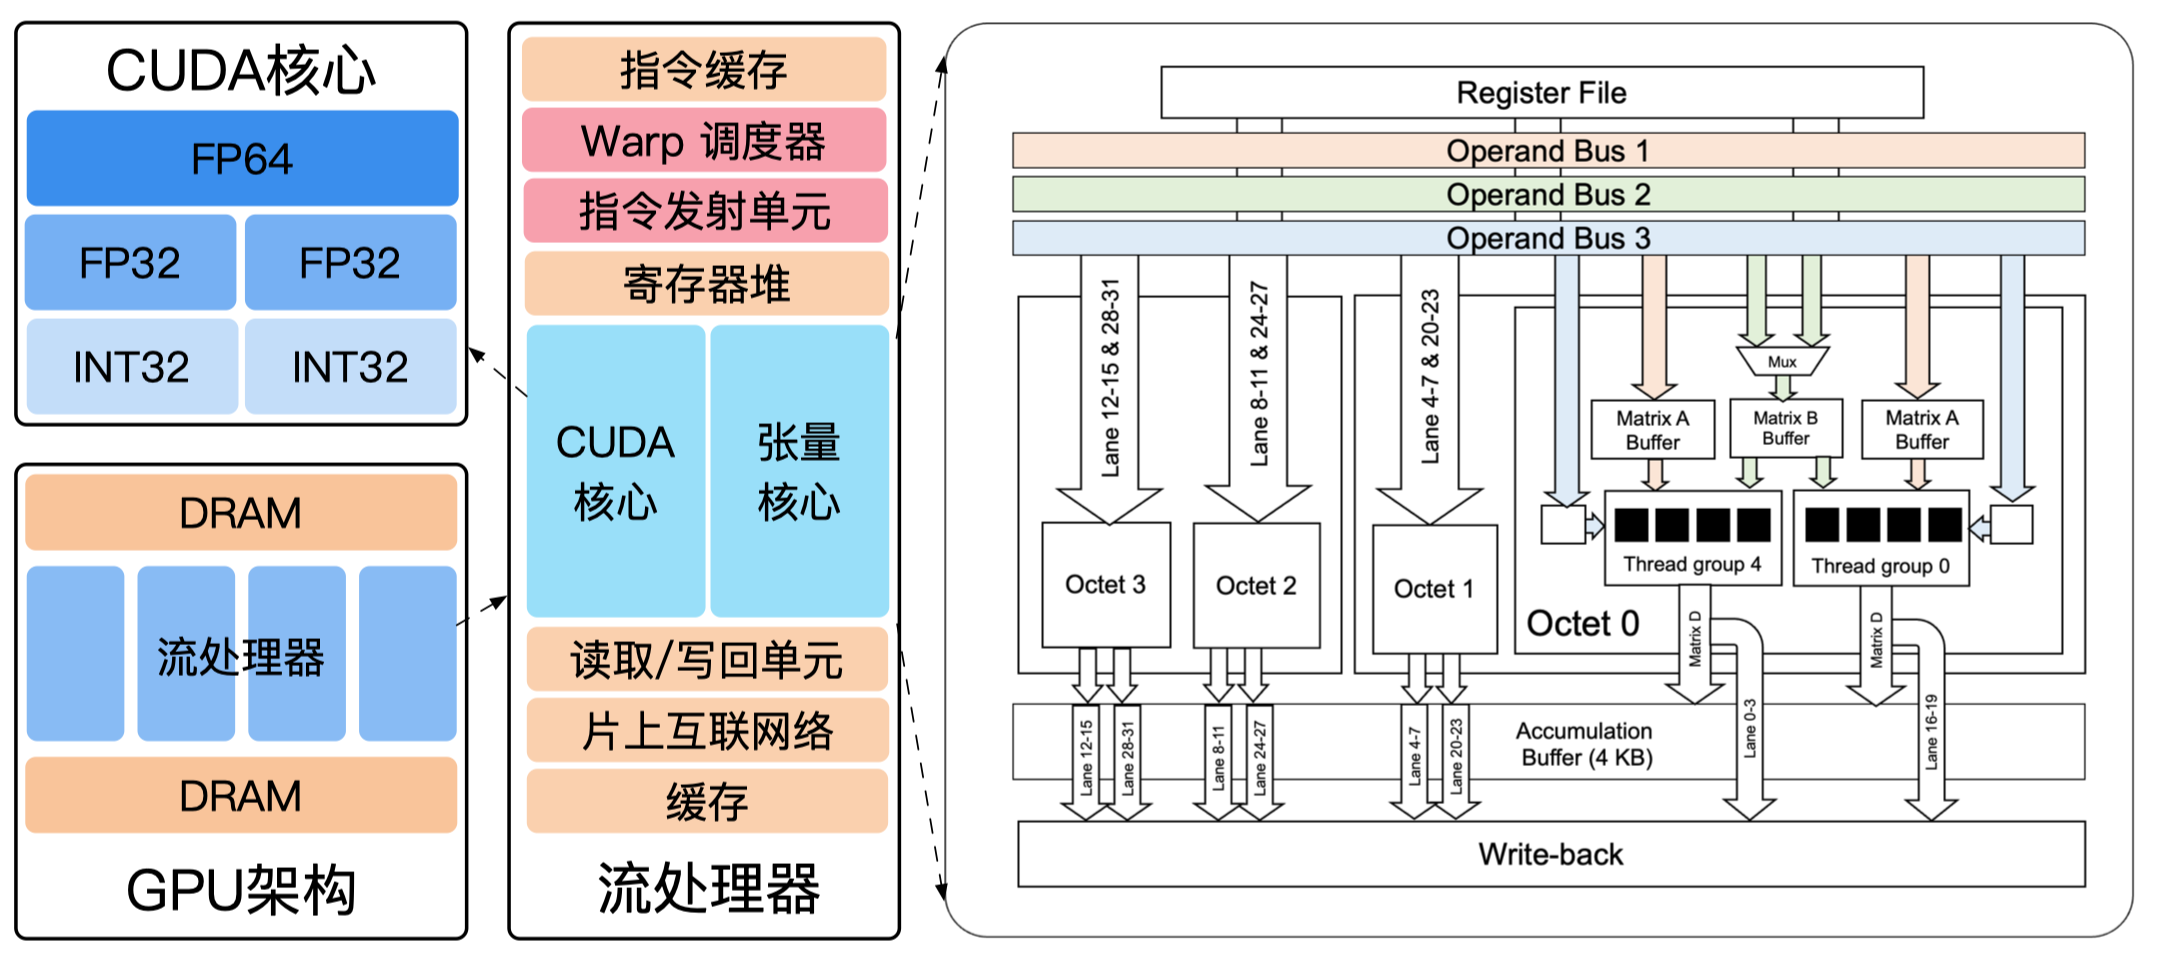 CUDA核心
FP64
FP32
FP32
INT32
INT32
DRAM
流处理器
DRAM
GPU架构
指令缓存
Warp 调度器
指令发射单元
寄存器堆
CUDA
核心
张量
核心
读取/写回单元
片上互联网络
缓存
流处理器
Register File
Operand Bus 1
Operand Bus 2
Operand Bus 3
Lane 12-15 & 28-31
Lane 8-11 & 24-27
Lane 4-7 & 20-23
Mux
Matrix A
Buffer
Matrix B
Buffer
Matrix A
Buffer
Octet 3
Octet 2
Octet 1
Thread group 4
Thread group 0
Octet 0
Matrix D
Matrix D
Lane 12-15
Lane 28-31
Lane 8-11
Lane 24-27
Lane 4-7
Lane 20-23
Accumulation
Buffer (4 KB)
Lane 0-3
Lane 16-19
Write-back